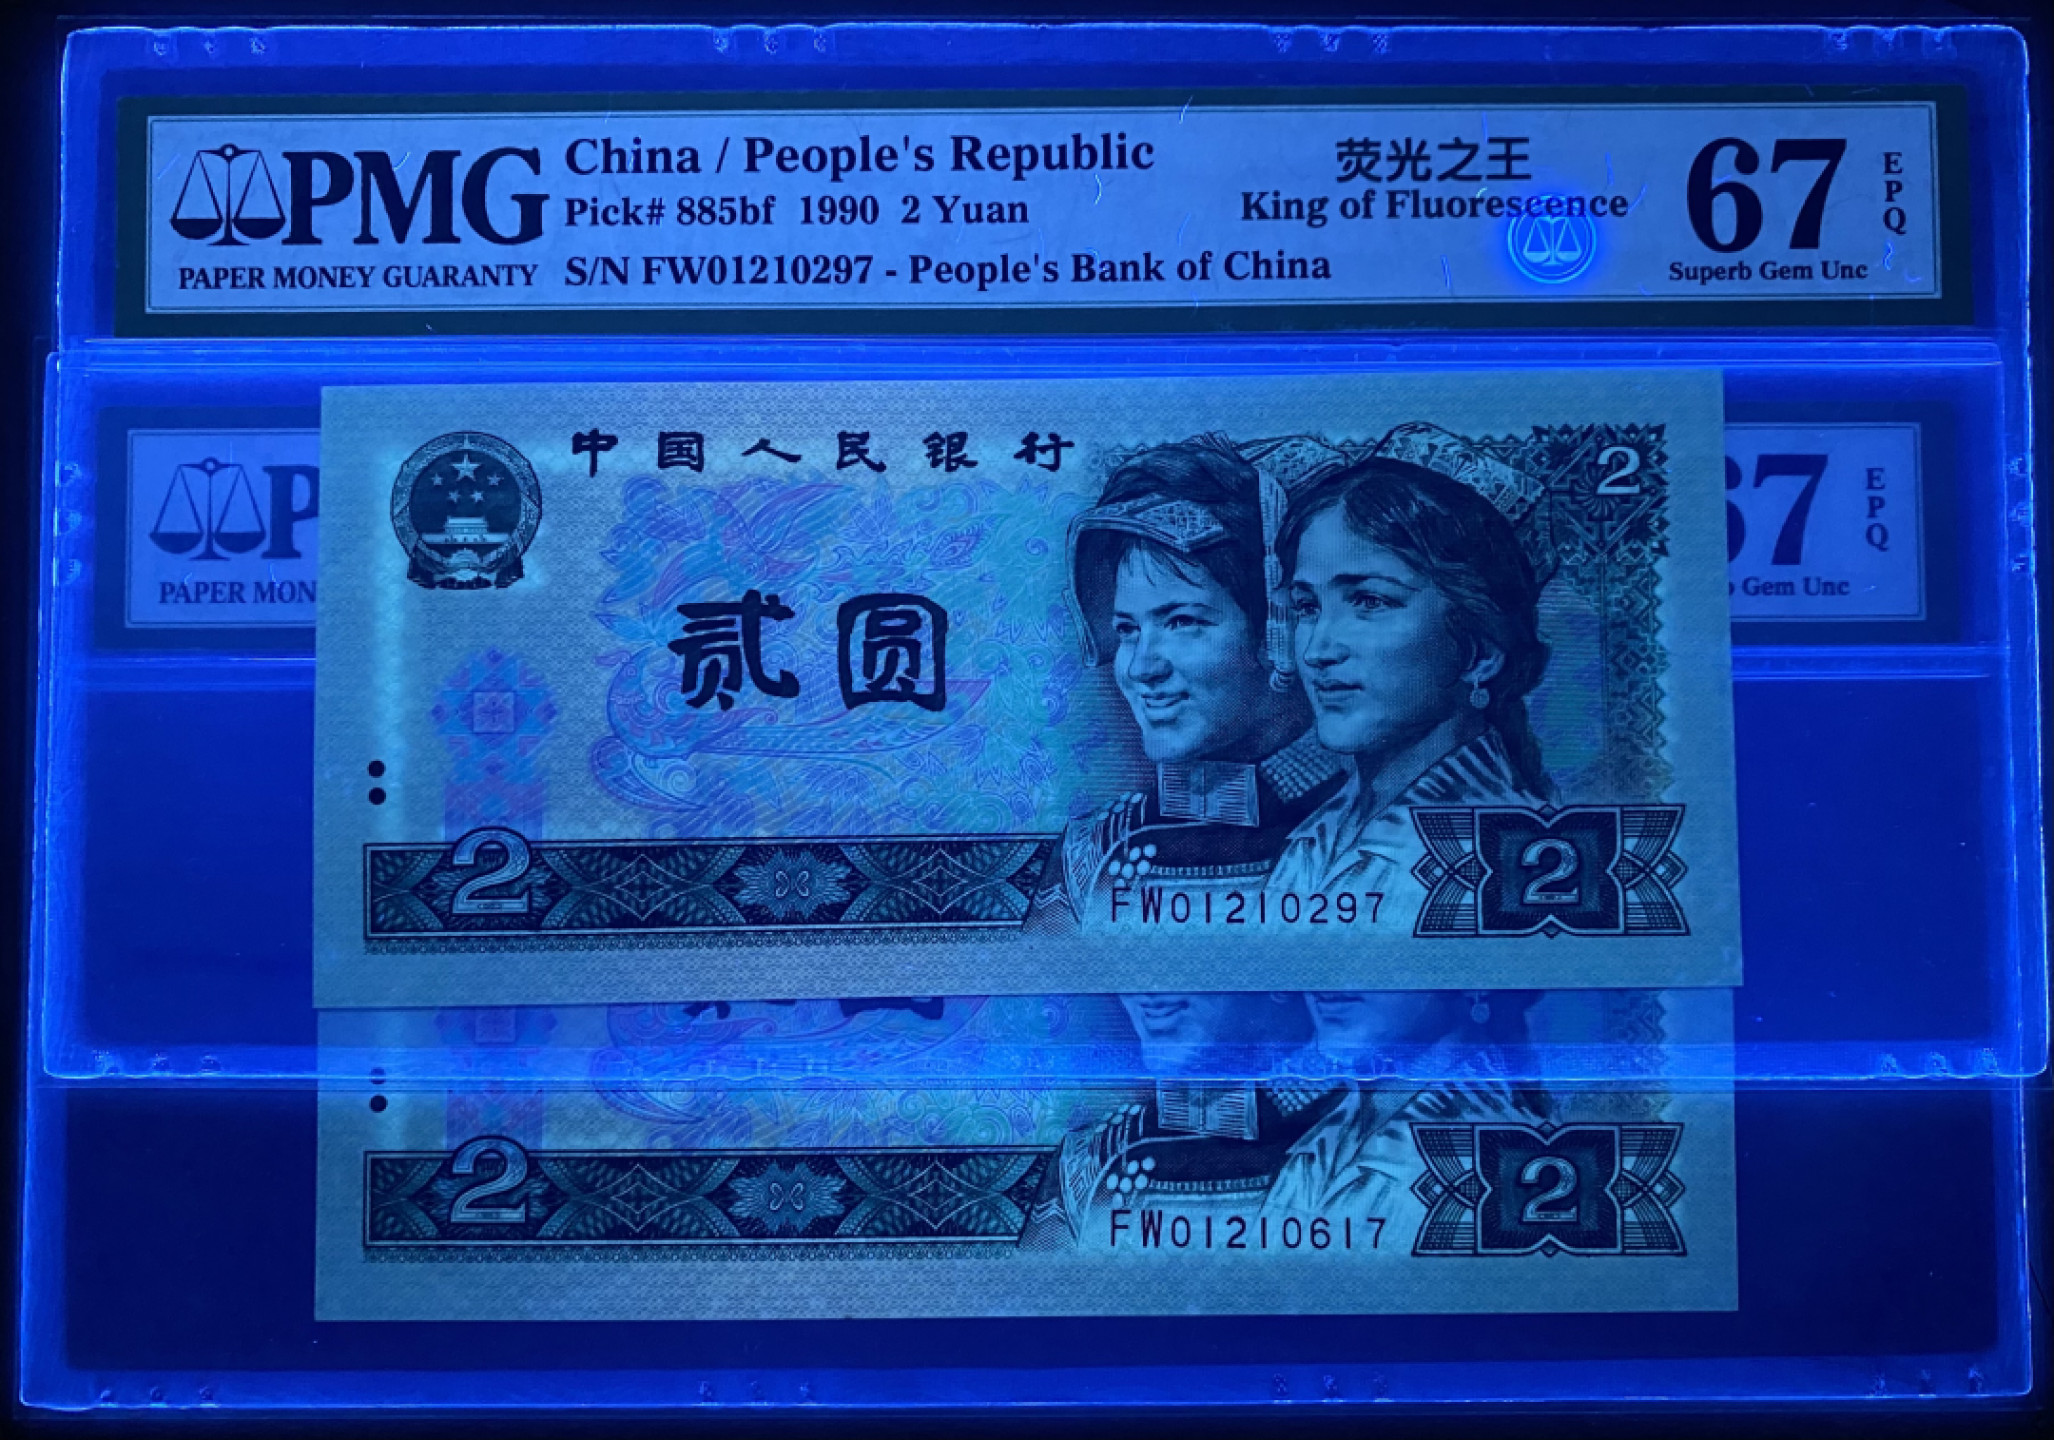 PMG
PAPER MONEY GUARANTY
China / People's Republic
Pick# 885bf 1990 2 Yuan
S/N FW01210297 - People's Bank of China
荧光之王
King of Fluorescence
67
EPQ
Superb Gem Unc
P
PAPER MON
67
EPQ
Gem Unc
中国人民银行
2
贰圆
2
FW01210297
2
2
FW01210617
2